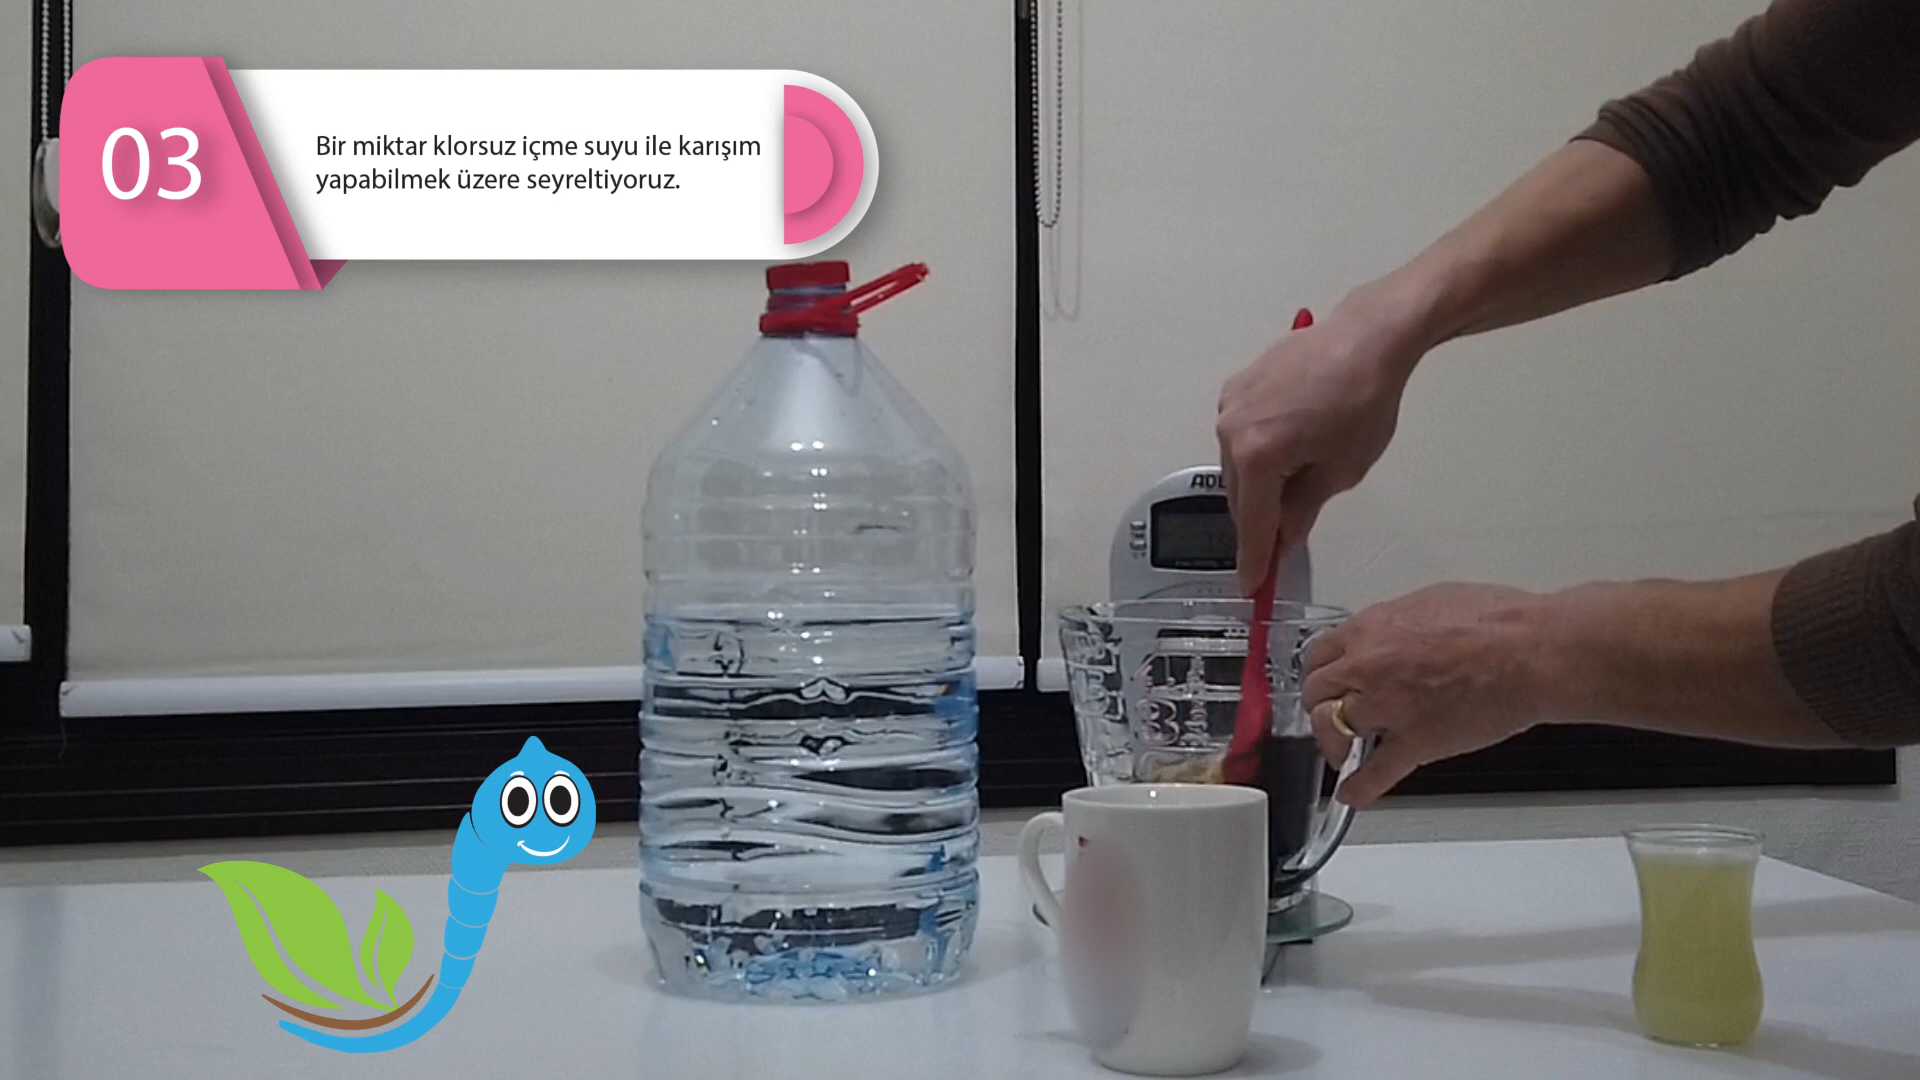 03
Bir miktar klorsuz içme suyu ile karışım
yapabilmek üzere seyreltiyoruz.